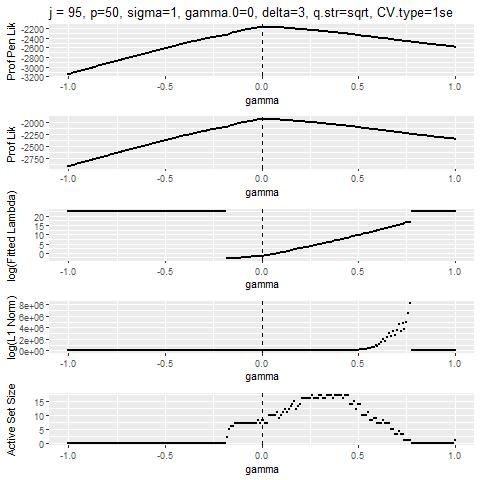 j = 95, p=50, sigma=1, gamma.0=0, delta=3, q.str=sqrt, CV.type=1se
Prof Pen Lik
-2200
-2400
-2600
-2800
-3000
-3200
-1.0 -0.5 0.0 0.5 1.0
gamma
Prof Lik
-2000
-2250
-2500
-2750
-1.0 -0.5 0.0 0.5 1.0
gamma
log(Fitted Lambda)
20
15
10
5
0
-1.0 -0.5 0.0 0.5 1.0
gamma
log(L1 Norm)
8e+06
6e+06
4e+06
2e+06
0e+00
-1.0 -0.5 0.0 0.5 1.0
gamma
Active Set Size
15
10
5
0
-1.0 -0.5 0.0 0.5 1.0
gamma